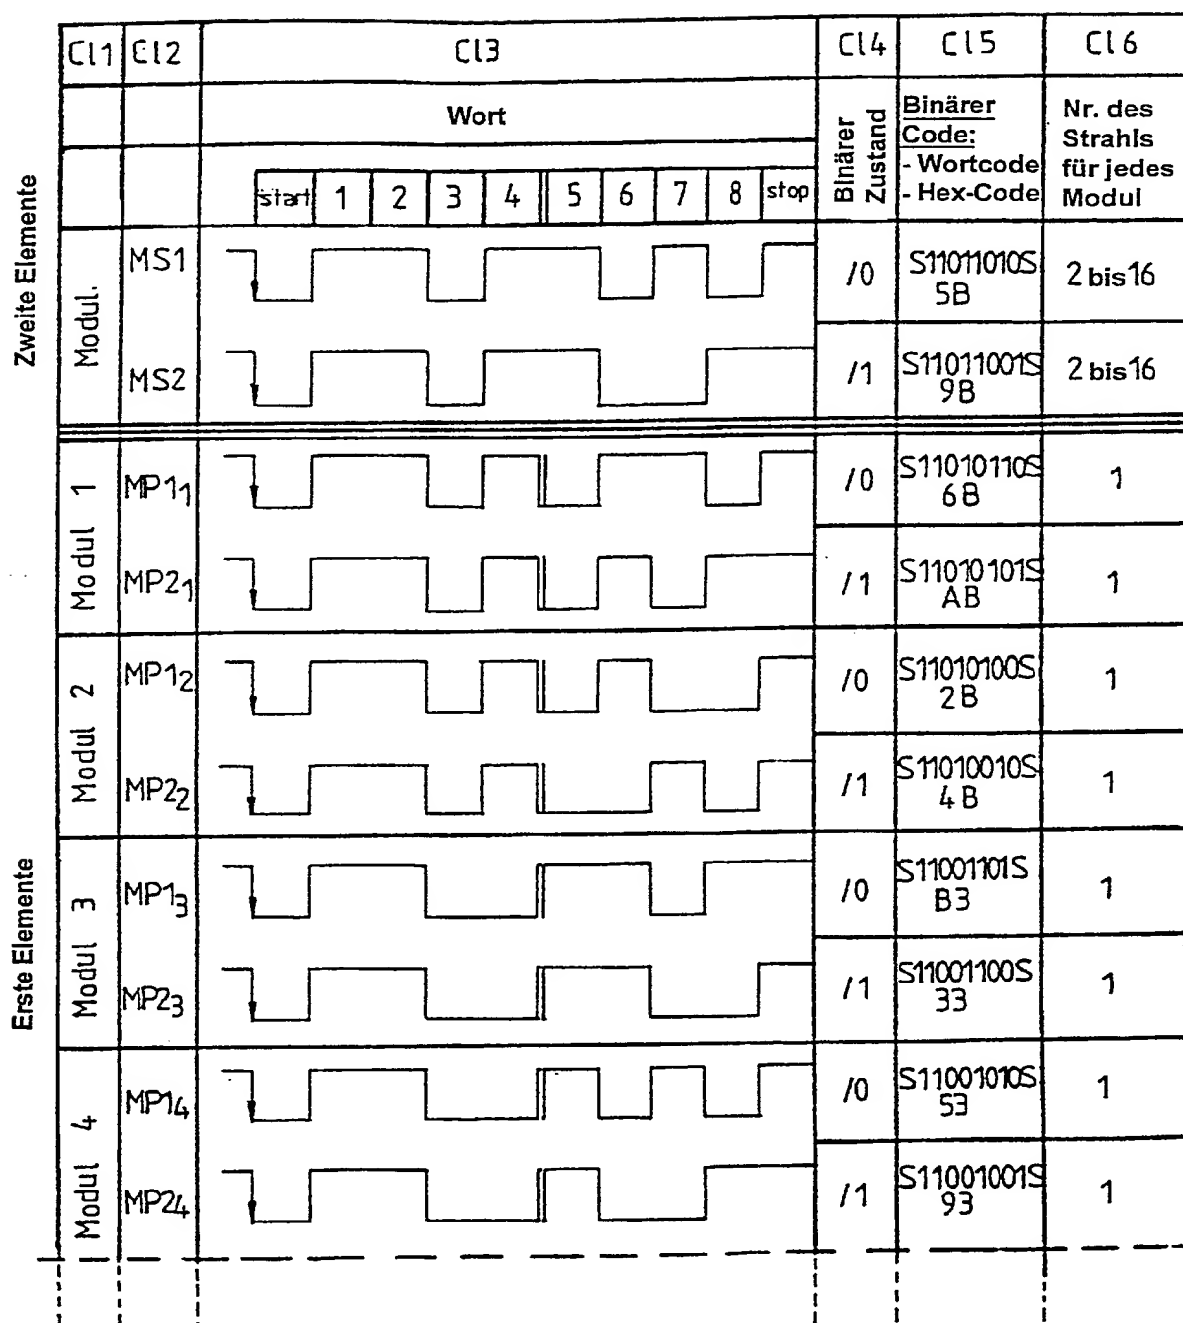 Cl1 Cl2 Cl3 Cl4 Cl5 Cl6
Wort
Binärer
Zustand
Binärer
Code:
- Wortcode
- Hex-Code
Nr. des
Strahls
für jedes
Modul
start 1 2 3 4 5 6 7 8 stop
Zweite Elemente
Modul.
MS1 /0 S11011010S 2 bis 16
5B
MS2 /1 S11011001S 2 bis 16
9B
Erste Elemente
Modul 1
MP11 /0 S11010110S 1
6B
MP21 /1 S11010101S 1
AB
Modul 2
MP12 /0 S11010100S 1
2B
MP22 /1 S11010010S 1
4B
Modul 3
MP13 /0 S11001101S 1
B3
MP23 /1 S11001100S 1
33
Modul 4
MP14 /0 S11001010S 1
53
MP24 /1 S11001001S 1
93